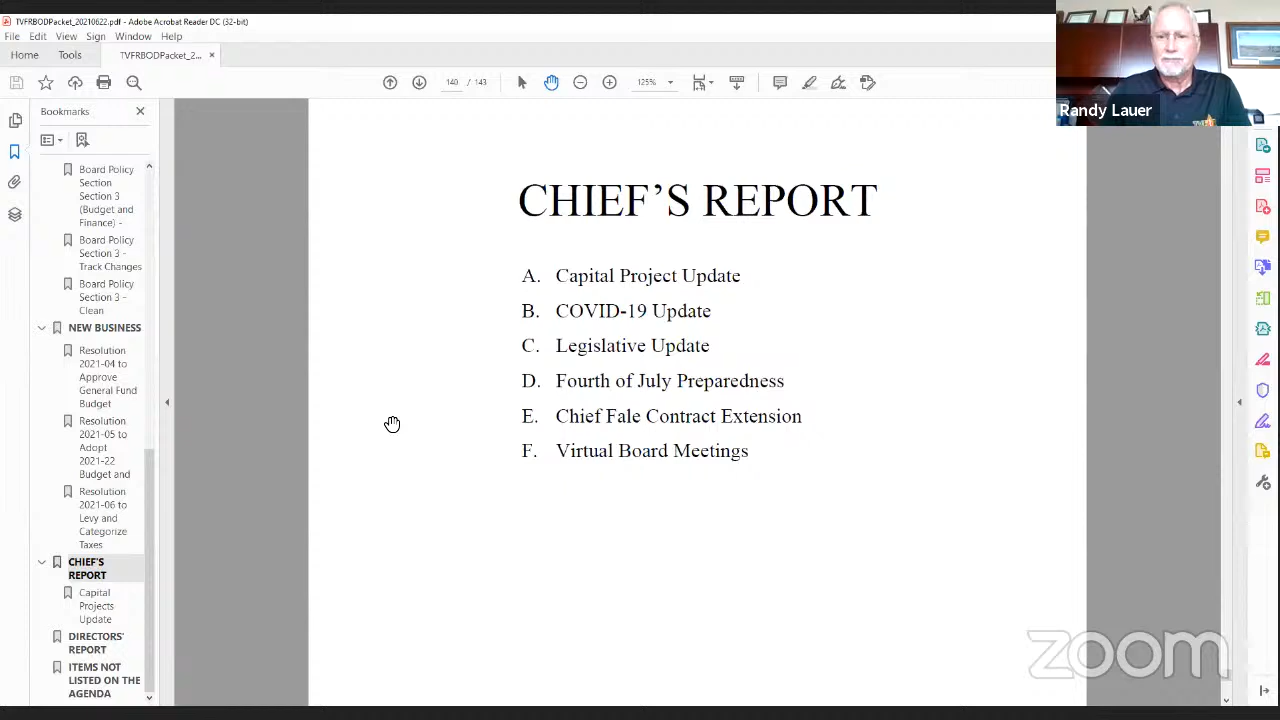 TVFRBODPacket_20210622.pdf - Adobe Acrobat Reader DC (32-bit)
File Edit View Sign Window Help
Home Tools TVFRBODPacket_2... ×
140 / 143 125%
Bookmarks
Board Policy
Section
Section 3
(Budget and
Finance) -
Board Policy
Section 3 -
Track Changes
Board Policy
Section 3 -
Clean
NEW BUSINESS
Resolution
2021-04 to
Approve
General Fund
Budget
Resolution
2021-05 to
Adopt
2021-22
Budget and
Resolution
2021-06 to
Levy and
Categorize
Taxes
CHIEF'S
REPORT
Capital
Projects
Update
DIRECTORS'
REPORT
ITEMS NOT
LISTED ON THE
AGENDA
CHIEF’S REPORT
A. Capital Project Update
B. COVID-19 Update
C. Legislative Update
D. Fourth of July Preparedness
E. Chief Fale Contract Extension
F. Virtual Board Meetings
Randy Lauer
zoom